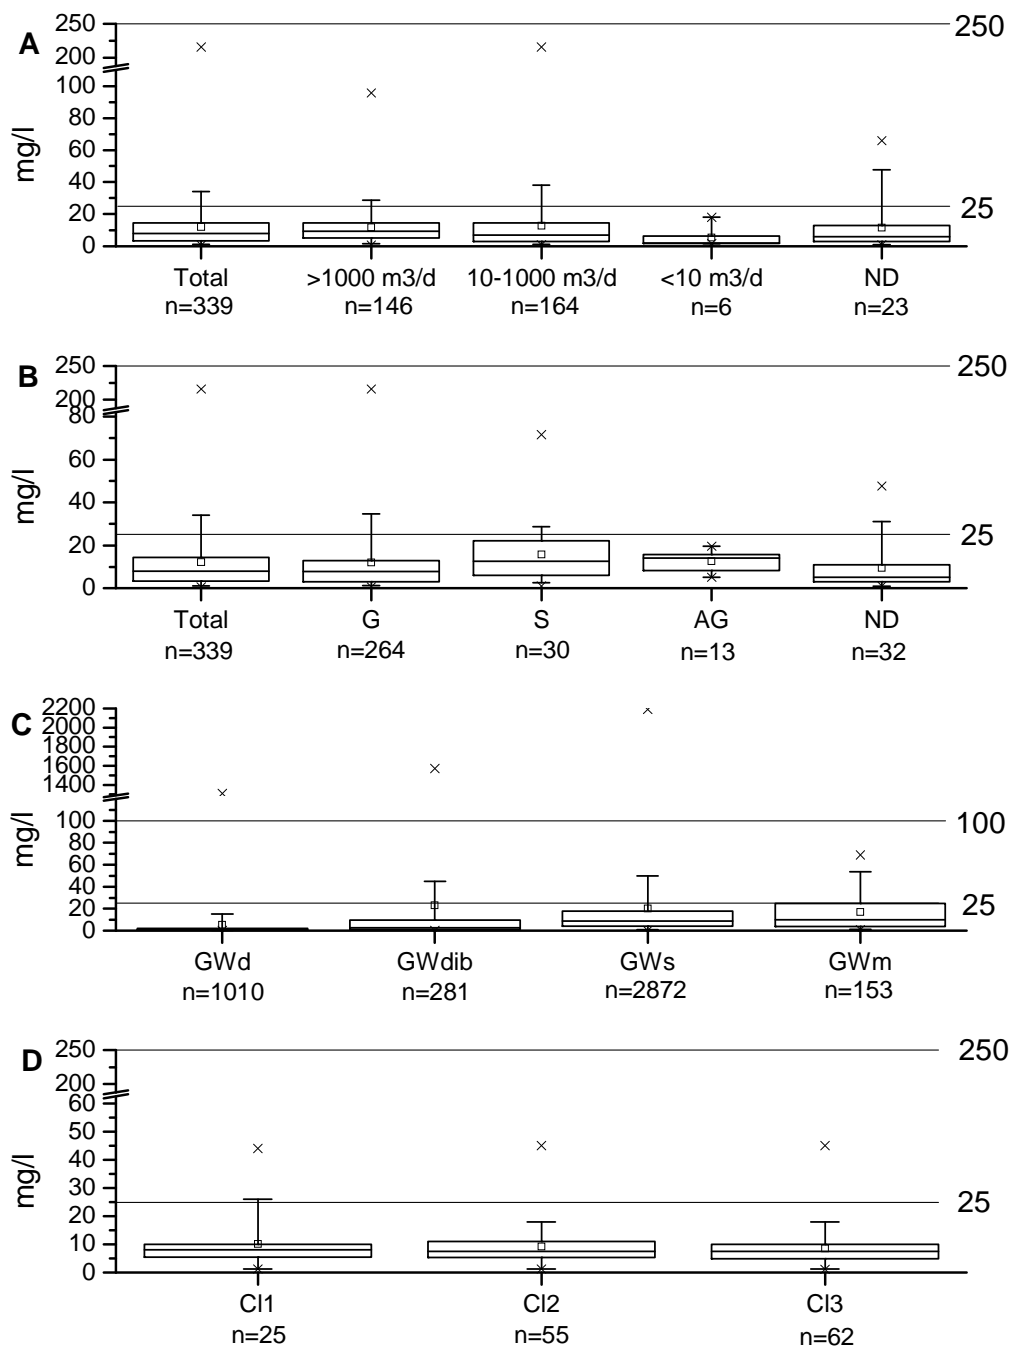 A
mg/l
250
200
100
80
60
40
20
0
250
25
Total >1000 m3/d 10-1000 m3/d <10 m3/d ND
n=339 n=146 n=164 n=6 n=23
B
mg/l
250
200
80
60
40
20
0
250
25
Total G S AG ND
n=339 n=264 n=30 n=13 n=32
C
mg/l
2200
2000
1800
1600
1400
100
80
60
40
20
0
100
25
GWd GWdib GWs GWm
n=1010 n=281 n=2872 n=153
D
mg/l
250
200
60
50
40
30
20
10
0
250
25
Cl1 Cl2 Cl3
n=25 n=55 n=62